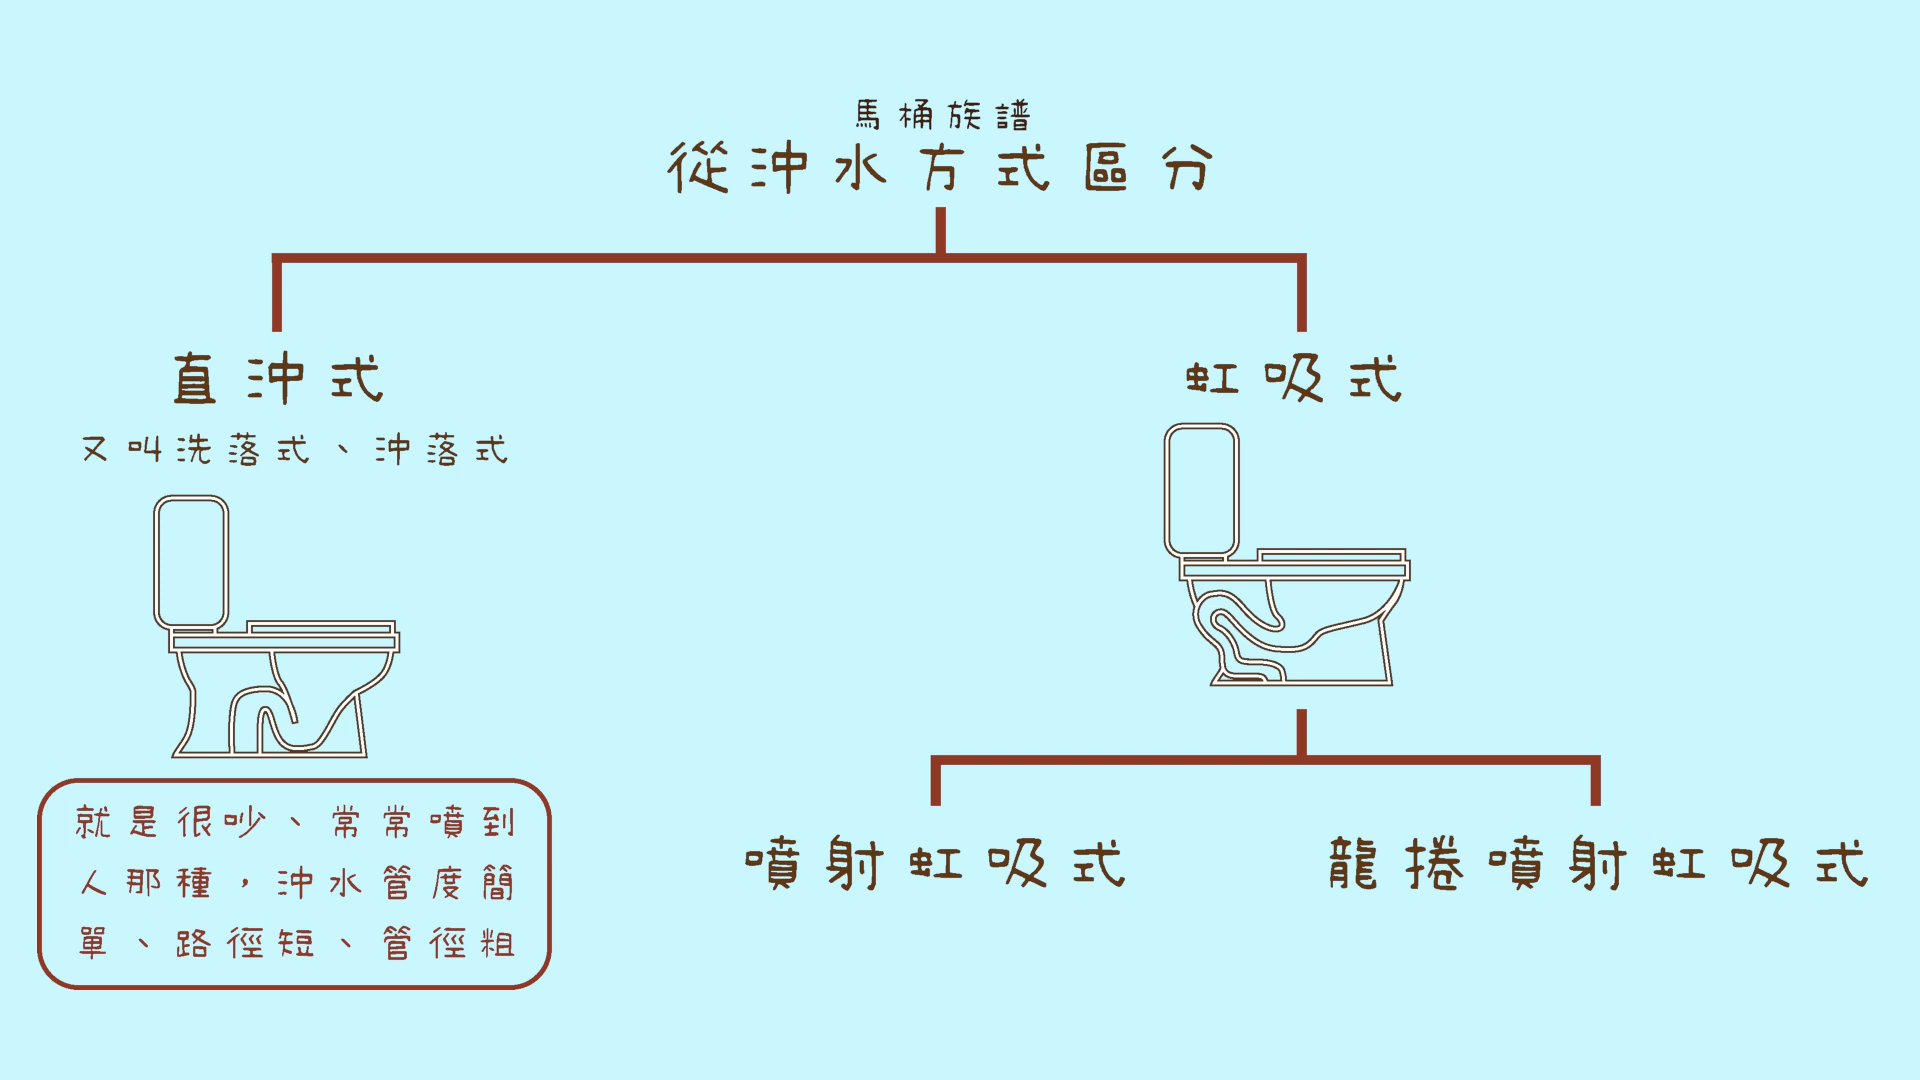 馬桶族譜
從沖水方式區分
直沖式
虹吸式
又叫洗落式、沖落式
就是很吵、常常噴到
人那種，沖水管度簡
單、路徑短、管徑粗
噴射虹吸式
龍捲噴射虹吸式